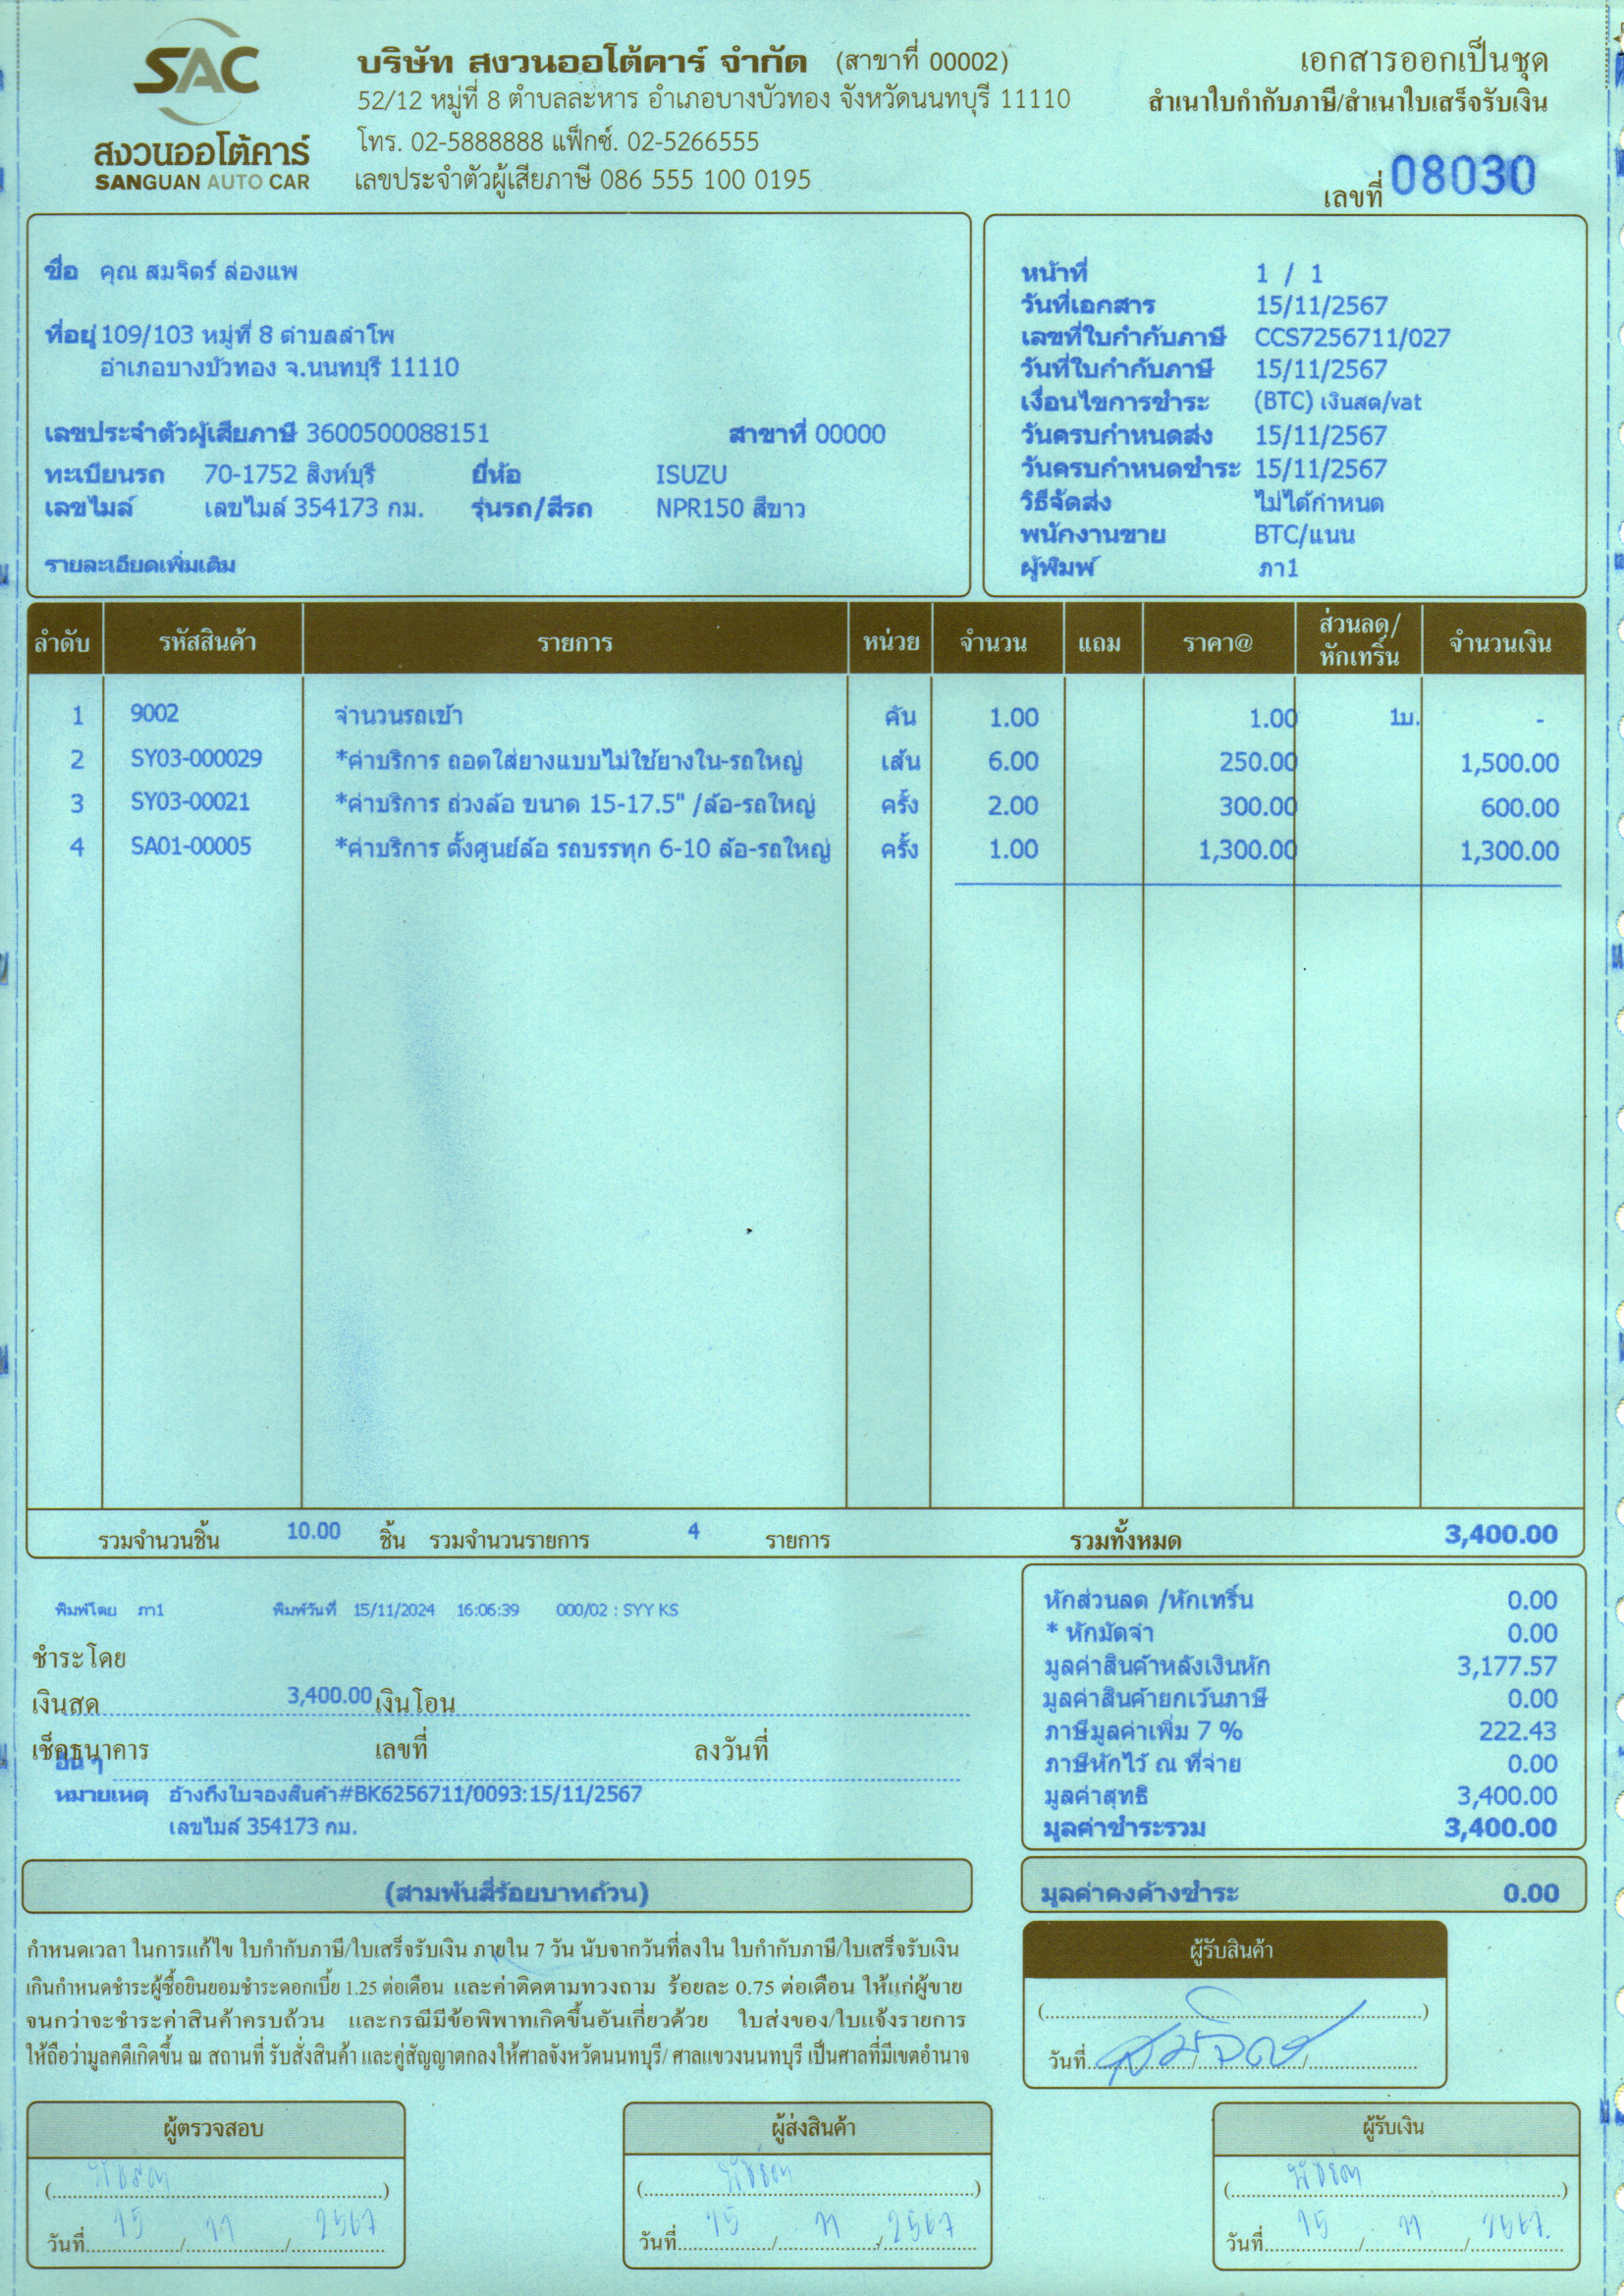 SAC
สงวนออโต้คาร์
SANGUAN AUTO CAR
บริษัท สงวนออโต้คาร์ จำกัด (สาขาที่ 00002)
52/12 หมู่ที่ 8 ตำบลละหาร อำเภอบางบัวทอง จังหวัดนนทบุรี 11110
โทร. 02-5888888 แฟ็กซ์. 02-5266555
เลขประจำตัวผู้เสียภาษี 086 555 100 0195
เอกสารออกเป็นชุด
สำเนาใบกำกับภาษี/สำเนาใบเสร็จรับเงิน
เลขที่ 08030
ชื่อ คุณ สมจิตร์ ล่องแพ
ที่อยู่ 109/103 หมู่ที่ 8 ตำบลลำโพ
อำเภอบางบัวทอง จ.นนทบุรี 11110
เลขประจำตัวผู้เสียภาษี 3600500088151 สาขาที่ 00000
ทะเบียนรถ 70-1752 สิงห์บุรี ยี่ห้อ ISUZU
เลขไมล์ เลขไมล์ 354173 กม. รุ่นรถ/สีรถ NPR150 สีขาว
รายละเอียดเพิ่มเติม
หน้าที่ 1 / 1
วันที่เอกสาร 15/11/2567
เลขที่ใบกำกับภาษี CCS7256711/027
วันที่ใบกำกับภาษี 15/11/2567
เงื่อนไขการชำระ (BTC) เงินสด/vat
วันครบกำหนดส่ง 15/11/2567
วันครบกำหนดชำระ 15/11/2567
วิธีจัดส่ง ไม่ได้กำหนด
พนักงานขาย BTC/แนน
ผู้พิมพ์ ภา1
ลำดับ รหัสสินค้า รายการ หน่วย จำนวน แถม ราคา@ ส่วนลด/หักเทริ์น จำนวนเงิน
1 9002 จำนวนรถเข้า คัน 1.00 1.00 1บ. -
2 SY03-000029 *ค่าบริการ ถอดใส่ยางแบบไม่ใช้ยางใน-รถใหญ่ เส้น 6.00 250.00 1,500.00
3 SY03-00021 *ค่าบริการ ถ่วงล้อ ขนาด 15-17.5" /ล้อ-รถใหญ่ ครั้ง 2.00 300.00 600.00
4 SA01-00005 *ค่าบริการ ตั้งศูนย์ล้อ รถบรรทุก 6-10 ล้อ-รถใหญ่ ครั้ง 1.00 1,300.00 1,300.00
รวมจำนวนชิ้น 10.00 ชิ้น รวมจำนวนรายการ 4 รายการ รวมทั้งหมด 3,400.00
พิมพ์โดย ภา1 พิมพ์วันที่ 15/11/2024 16:06:39 000/02 : SYY KS
ชำระโดย
เงินสด 3,400.00 เงินโอน
เช็คธนาคาร เลขที่ ลงวันที่
อื่น ๆ
หมายเหตุ อ้างถึงใบจองสินค้า#BK6256711/0093:15/11/2567
เลขไมล์ 354173 กม.
หักส่วนลด /หักเทริ์น 0.00
* หักมัดจำ 0.00
มูลค่าสินค้าหลังเงินหัก 3,177.57
มูลค่าสินค้ายกเว้นภาษี 0.00
ภาษีมูลค่าเพิ่ม 7 % 222.43
ภาษีหักไว้ ณ ที่จ่าย 0.00
มูลค่าสุทธิ 3,400.00
มูลค่าชำระรวม 3,400.00
(สามพันสี่ร้อยบาทถ้วน)
มูลค่าคงค้างชำระ 0.00
กำหนดเวลา ในการแก้ไข ใบกำกับภาษี/ใบเสร็จรับเงิน ภายใน 7 วัน นับจากวันที่ลงใน ใบกำกับภาษี/ใบเสร็จรับเงิน
เกินกำหนดชำระผู้ซื้อยินยอมชำระดอกเบี้ย 1.25 ต่อเดือน และค่าติดตามทวงถาม ร้อยละ 0.75 ต่อเดือน ให้แก่ผู้ขาย
จนกว่าจะชำระค่าสินค้าครบถ้วน และกรณีมีข้อพิพาทเกิดขึ้นอันเกี่ยวด้วย ใบส่งของ/ใบแจ้งรายการ
ให้ถือว่ามูลคดีเกิดขึ้น ณ สถานที่ รับสั่งสินค้า และคู่สัญญาตกลงให้ศาลจังหวัดนนทบุรี/ ศาลแขวงนนทบุรี เป็นศาลที่มีเขตอำนาจ
ผู้รับสินค้า
(......)
วันที่ สมจิตร
ผู้ตรวจสอบ
วันที่ 15 / 11 / 2567
ผู้ส่งสินค้า
วันที่ 15 / 11 / 2567
ผู้รับเงิน
วันที่ 15 / 11 / 2567.